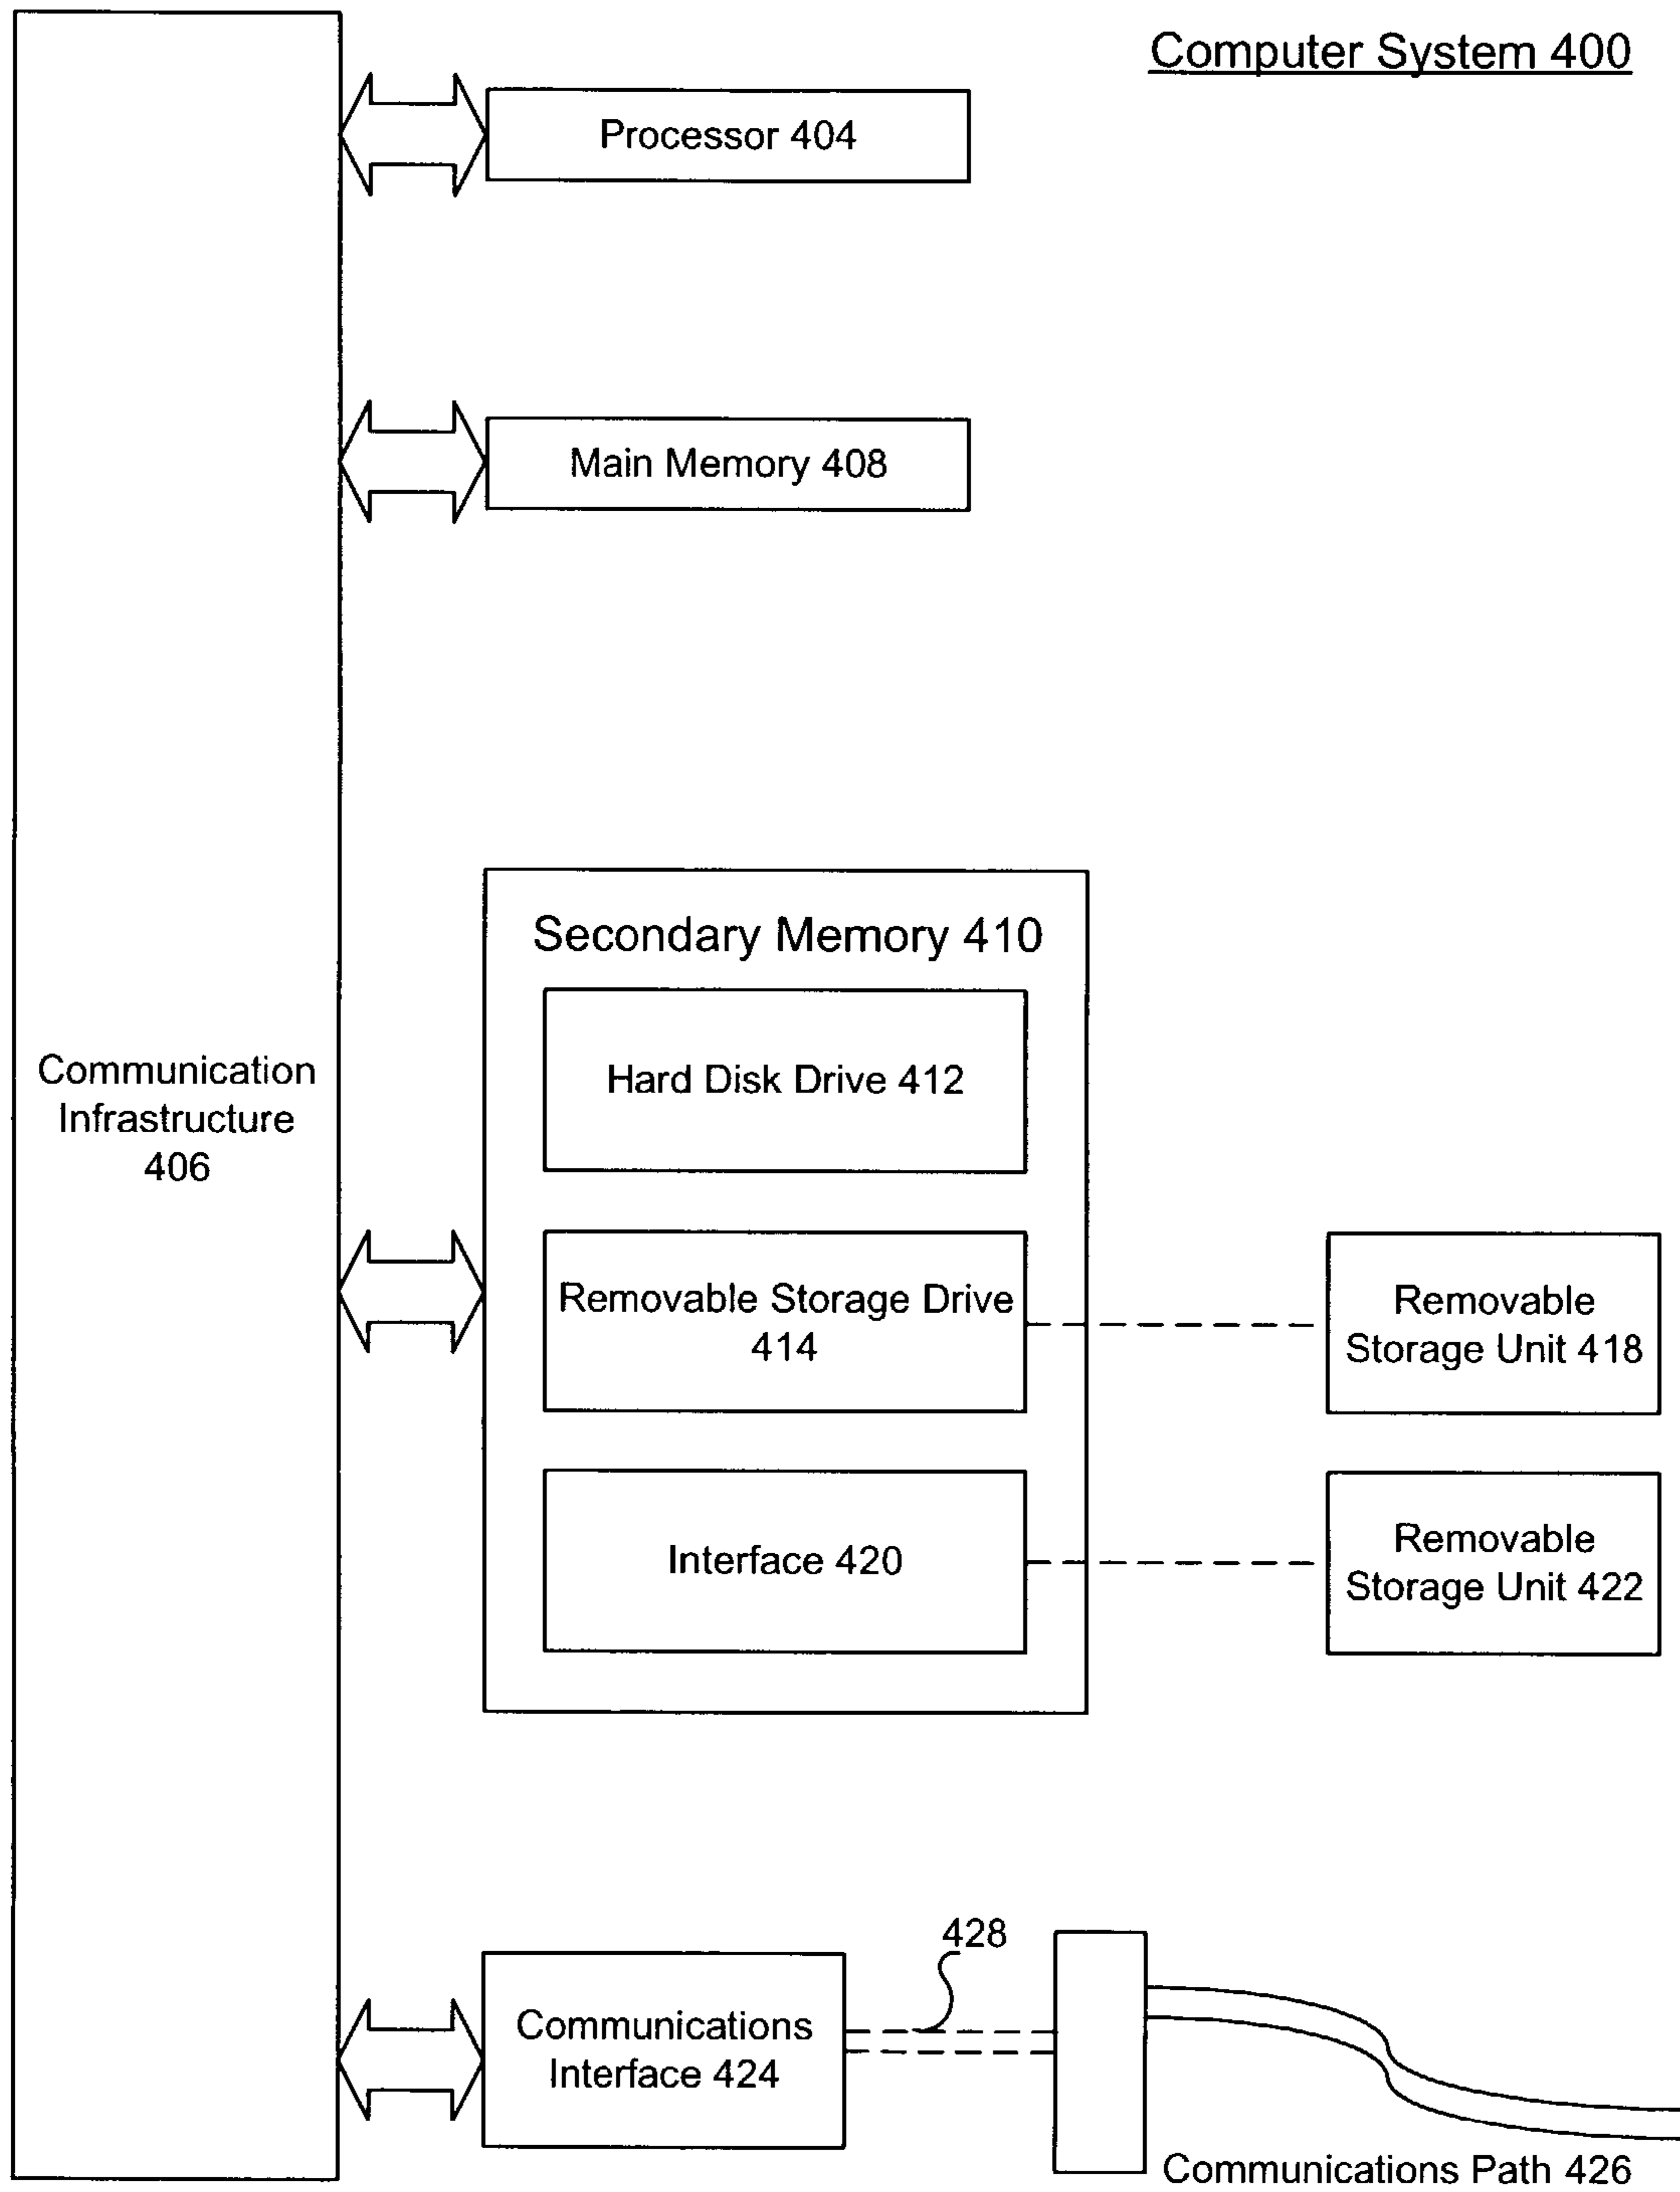 Computer System 400
Processor 404
Main Memory 408
Secondary Memory 410
Hard Disk Drive 412
Communication
Infrastructure
406
Removable Storage Drive
414
Removable
Storage Unit 418
Interface 420
Removable
Storage Unit 422
428
Communications
Interface 424
Communications Path 426